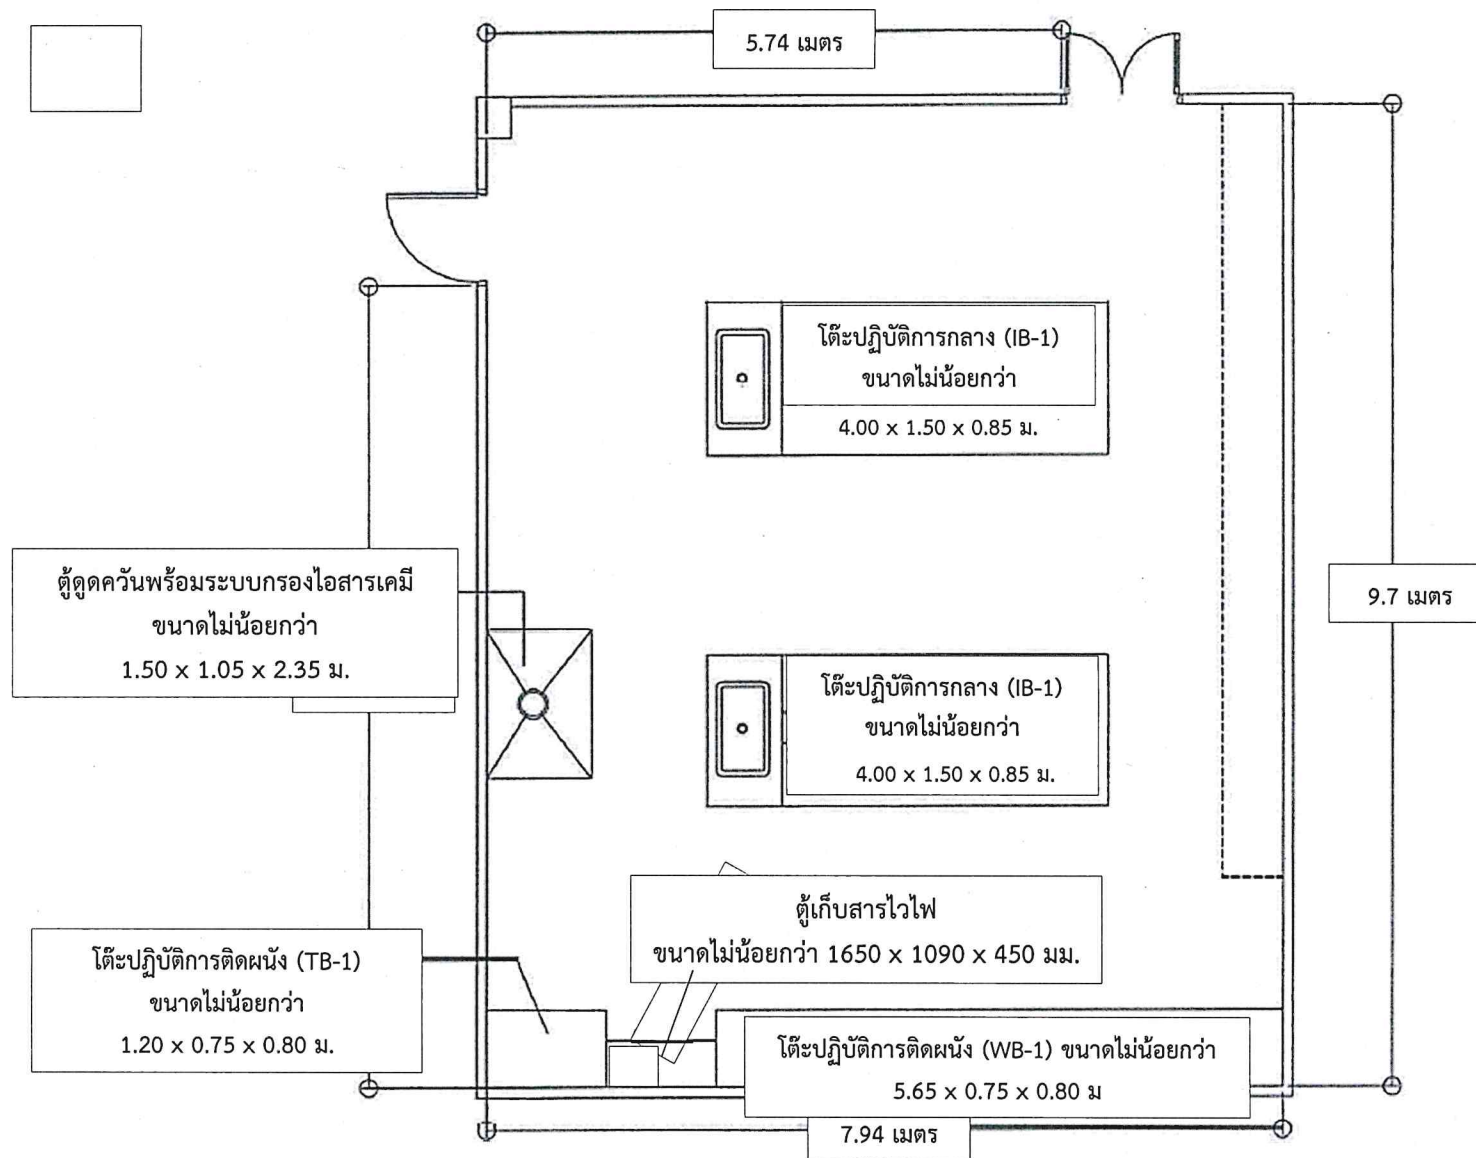 5.74 เมตร
โต๊ะปฏิบัติการกลาง (IB-1)
ขนาดไม่น้อยกว่า
4.00 x 1.50 x 0.85 ม.
ตู้ดูดควันพร้อมระบบกรองไอสารเคมี
ขนาดไม่น้อยกว่า
1.50 x 1.05 x 2.35 ม.
9.7 เมตร
โต๊ะปฏิบัติการกลาง (IB-1)
ขนาดไม่น้อยกว่า
4.00 x 1.50 x 0.85 ม.
ตู้เก็บสารไวไฟ
ขนาดไม่น้อยกว่า 1650 x 1090 x 450 มม.
โต๊ะปฏิบัติการติดผนัง (TB-1)
ขนาดไม่น้อยกว่า
1.20 x 0.75 x 0.80 ม.
โต๊ะปฏิบัติการติดผนัง (WB-1) ขนาดไม่น้อยกว่า
5.65 x 0.75 x 0.80 ม
7.94 เมตร